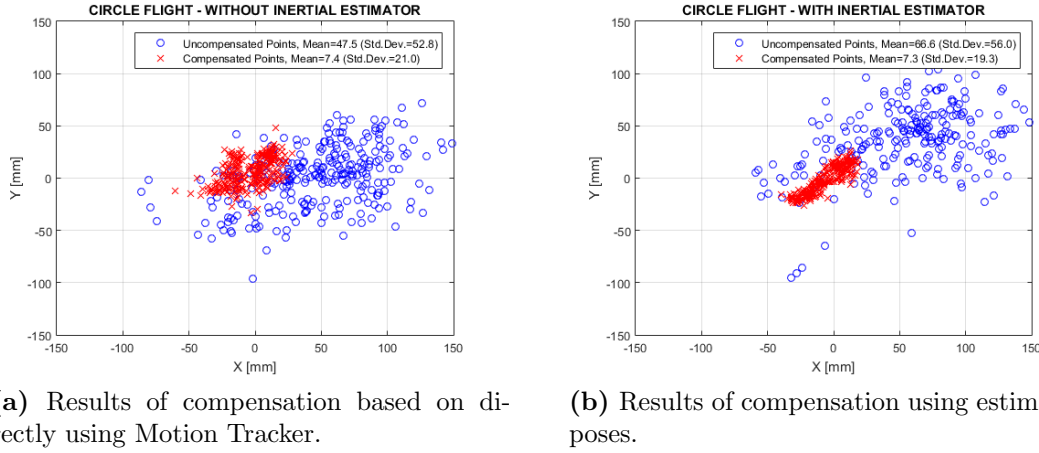 CIRCLE FLIGHT - WITHOUT INERTIAL ESTIMATOR
150
100
50
0
-50
-100
-150
Y [mm]
Uncompensated Points, Mean=47.5 (Std.Dev.=52.8)
Compensated Points, Mean=7.4 (Std.Dev.=21.0)
-150 -100 -50 0 50 100 150
X [mm]
a) Results of compensation based on di-
rectly using Motion Tracker.
CIRCLE FLIGHT - WITH INERTIAL ESTIMATOR
150
100
50
0
-50
-100
-150
Y [mm]
Uncompensated Points, Mean=66.6 (Std.Dev.=56.0)
Compensated Points, Mean=7.3 (Std.Dev.=19.3)
-150 -100 -50 0 50 100 150
X [mm]
(b) Results of compensation using estim
poses.